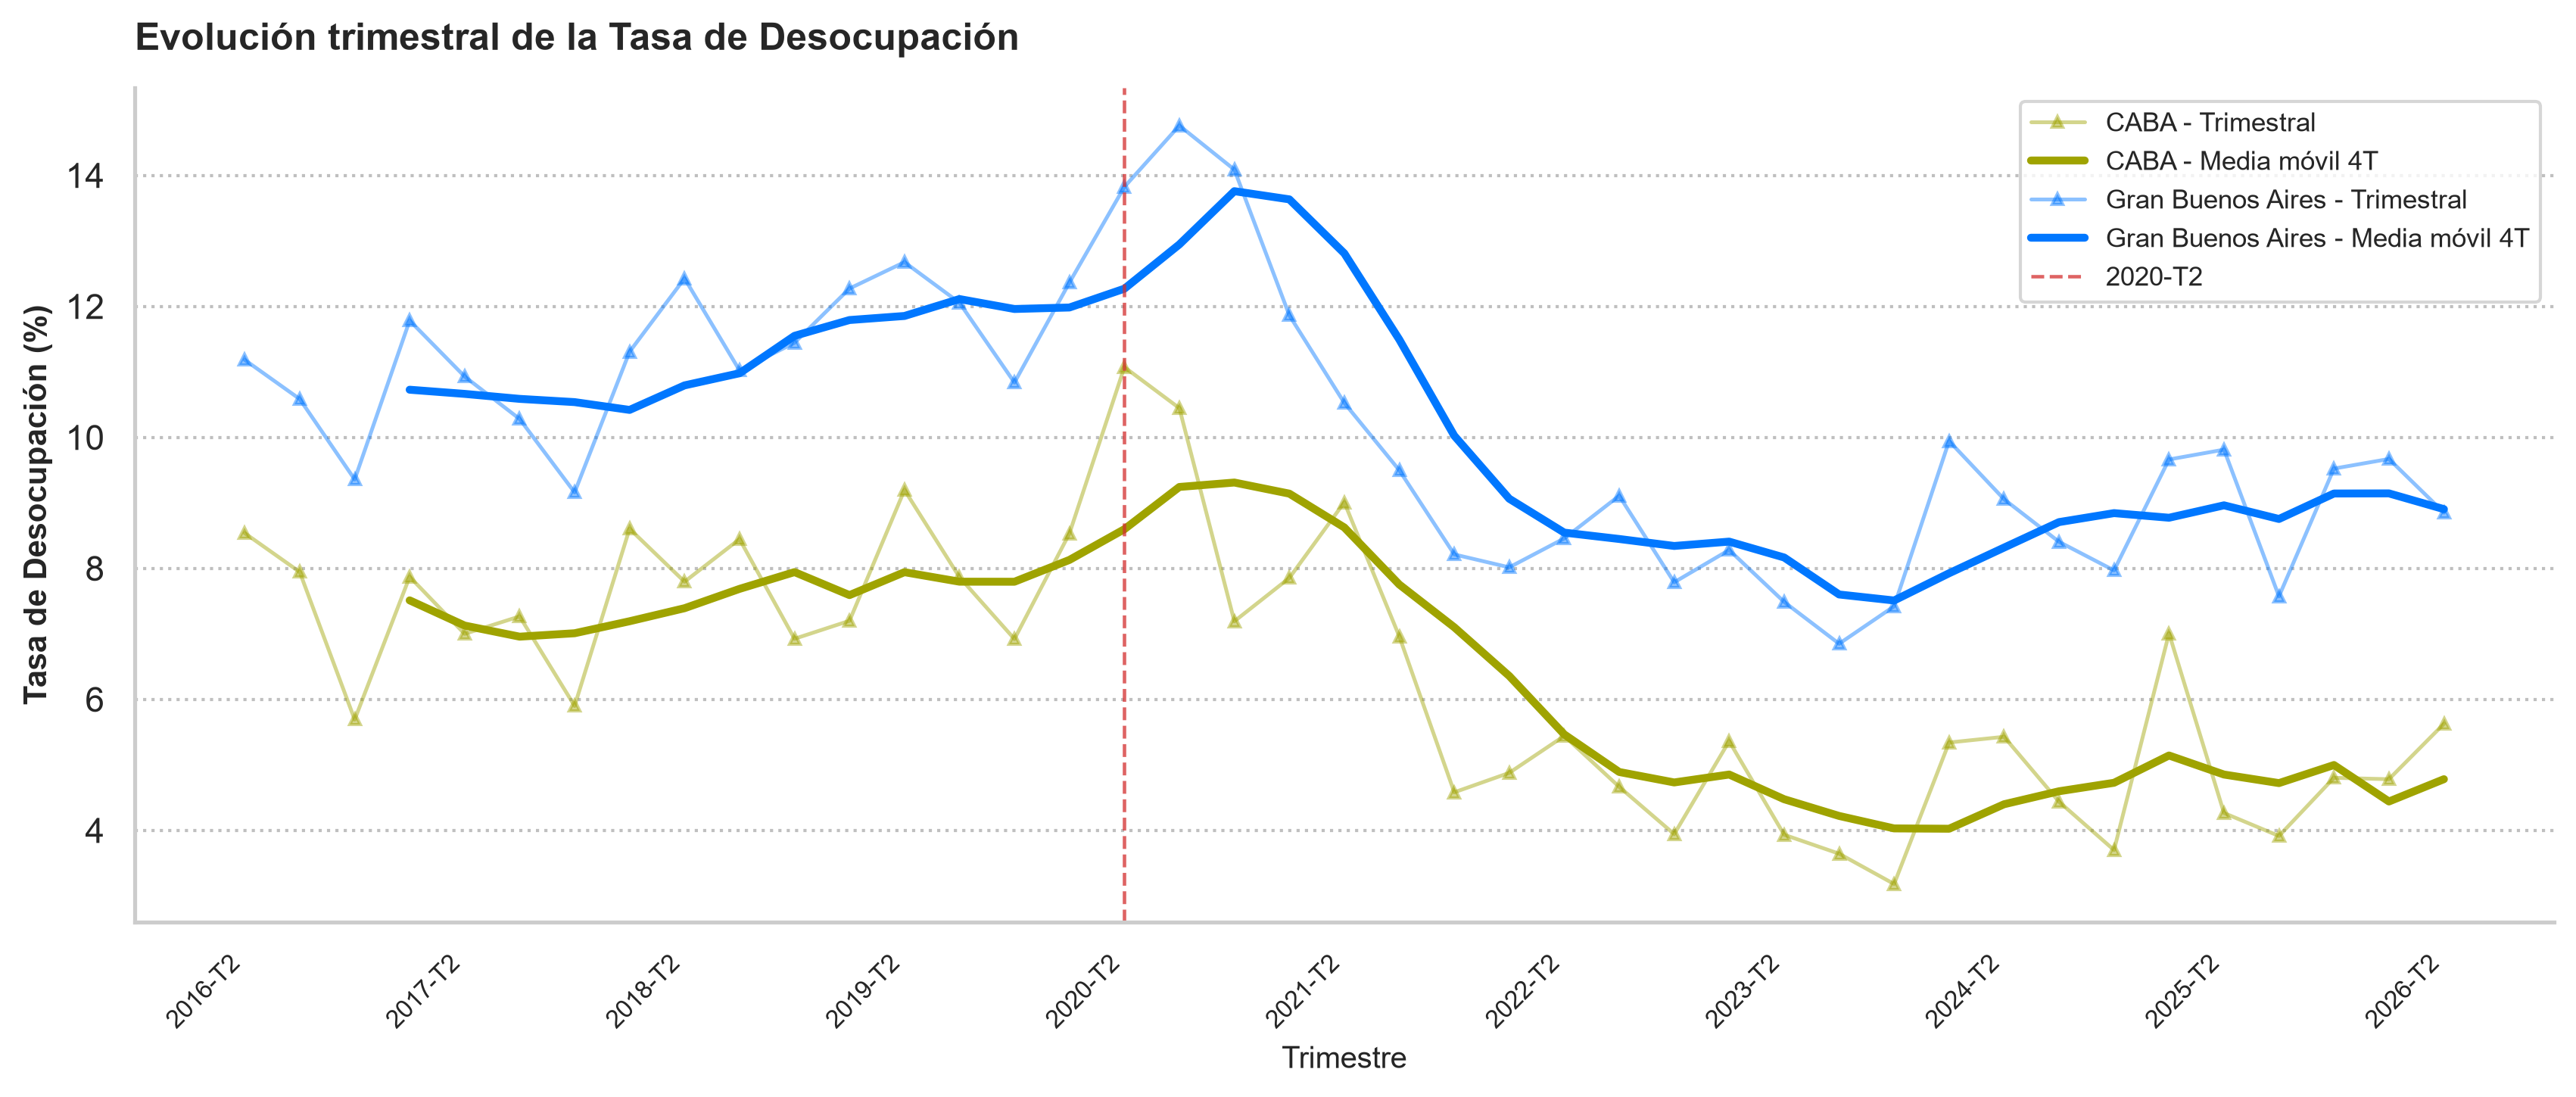 Evolución trimestral de la Tasa de Desocupación
CABA - Trimestral
CABA - Media móvil 4T
Gran Buenos Aires - Trimestral
Gran Buenos Aires - Media móvil 4T
2020-T2
Tasa de Desocupación (%)
14
12
10
8
6
4
2016-T2
2017-T2
2018-T2
2019-T2
2020-T2
2021-T2
2022-T2
2023-T2
2024-T2
2025-T2
2026-T2
Trimestre